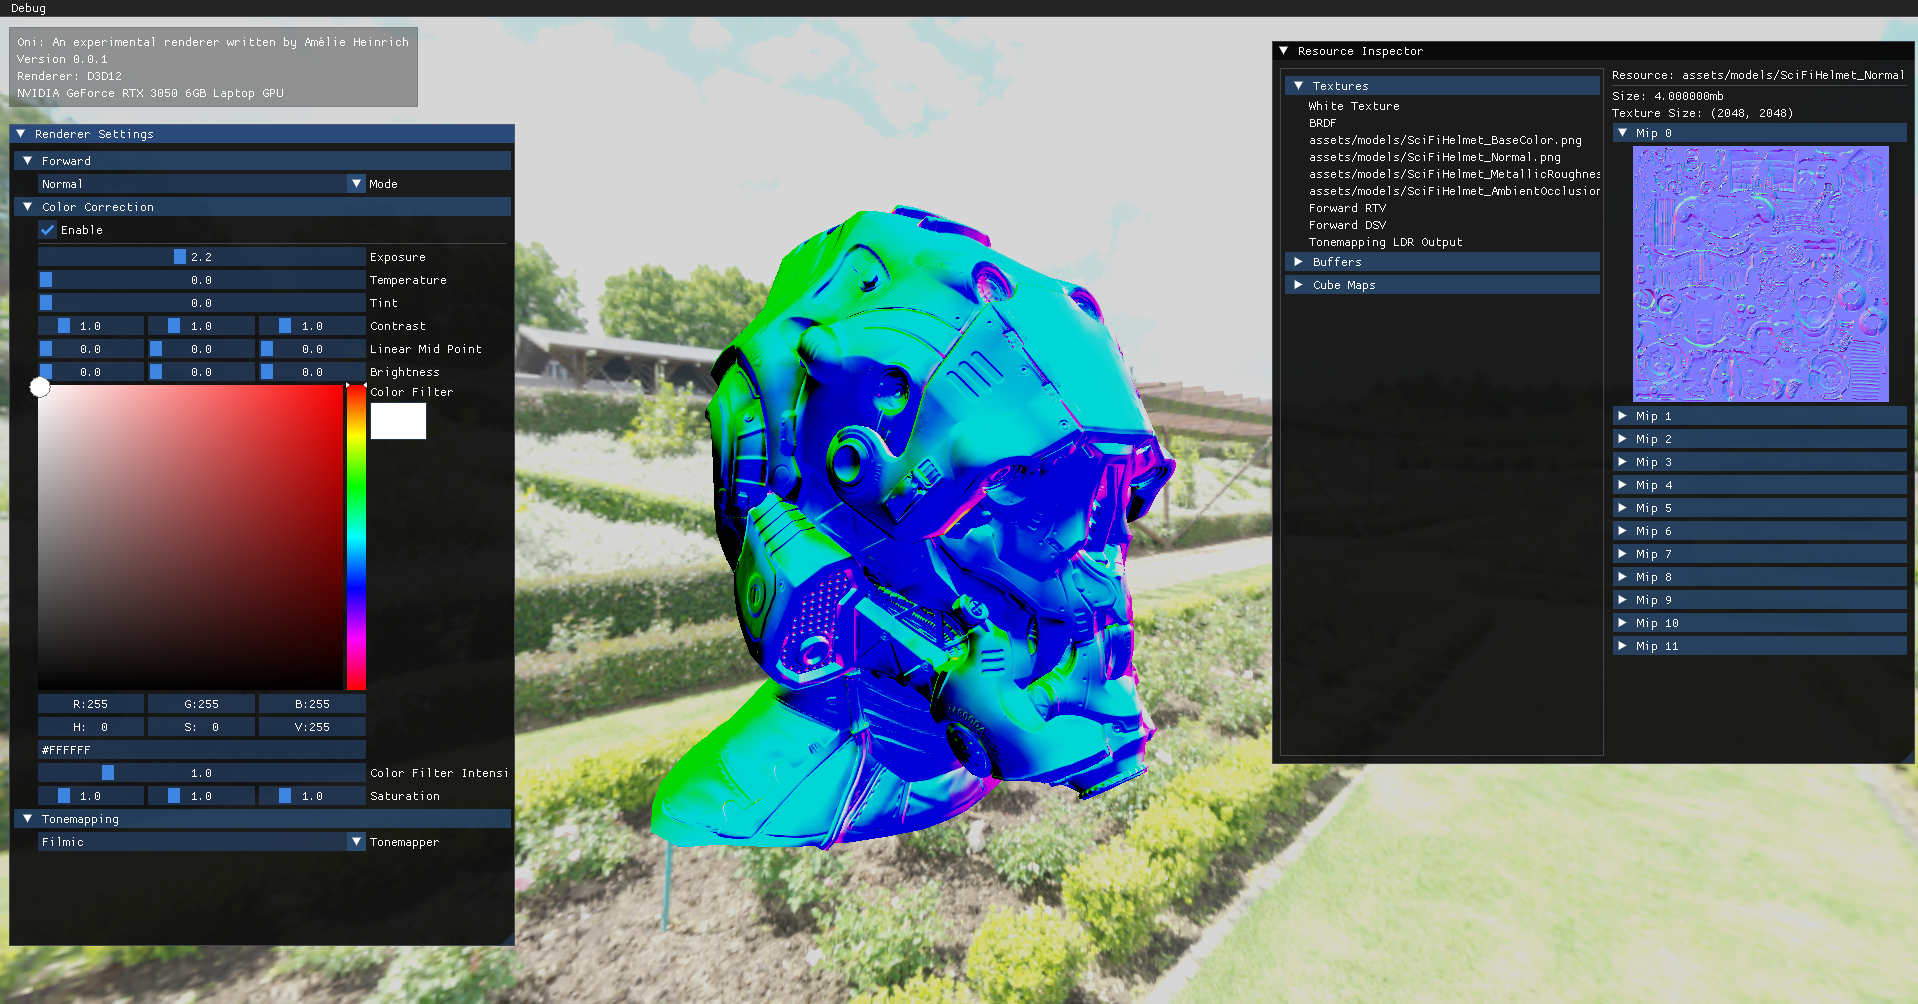 Debug
Oni: An experimental renderer written by Amélie Heinrich
Version 0.0.1
Renderer: D3D12
NVIDIA GeForce RTX 3050 6GB Laptop GPU
Renderer Settings
Forward
Normal Mode
Color Correction
Enable
2.2 Exposure
0.0 Temperature
0.0 Tint
1.0 1.0 1.0 Contrast
0.0 0.0 0.0 Linear Mid Point
0.0 0.0 0.0 Brightness
Color Filter
R:255 G:255 B:255
H: 0 S: 0 V:255
#FFFFFF
1.0 Color Filter Intensi
1.0 1.0 1.0 Saturation
Tonemapping
Filmic Tonemapper
Resource Inspector
Textures
White Texture
BRDF
assets/models/SciFiHelmet_BaseColor.png
assets/models/SciFiHelmet_Normal.png
assets/models/SciFiHelmet_MetallicRoughnes
assets/models/SciFiHelmet_AmbientOcclusion
Forward RTV
Forward DSV
Tonemapping LDR Output
Buffers
Cube Maps
Resource: assets/models/SciFiHelmet_Normal
Size: 4.000000mb
Texture Size: (2048, 2048)
Mip 0
Mip 1
Mip 2
Mip 3
Mip 4
Mip 5
Mip 6
Mip 7
Mip 8
Mip 9
Mip 10
Mip 11